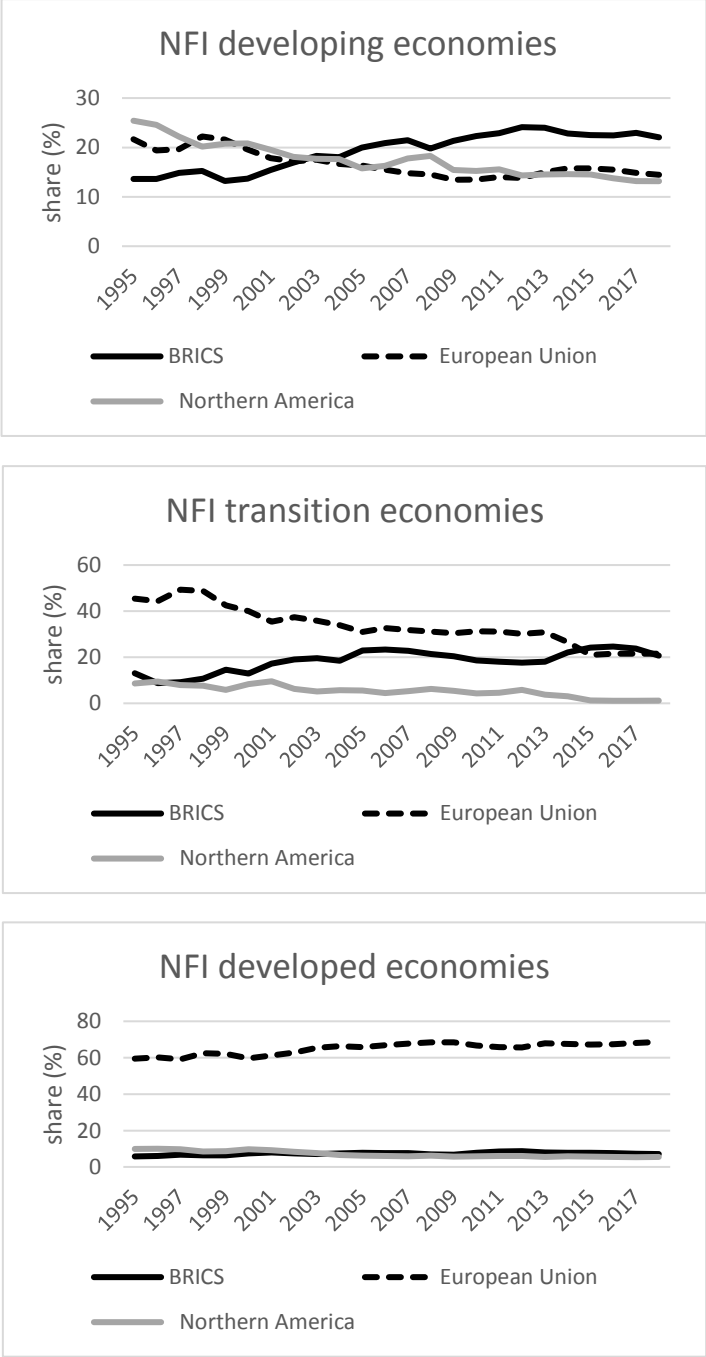 NFI developing economies
30
20
10
0
share (%)
1995 1997 1999 2001 2003 2005 2007 2009 2011 2013 2015 2017
BRICS European Union
Northern America
NFI transition economies
60
40
20
0
share (%)
1995 1997 1999 2001 2003 2005 2007 2009 2011 2013 2015 2017
BRICS European Union
Northern America
NFI developed economies
80
60
40
20
0
share (%)
1995 1997 1999 2001 2003 2005 2007 2009 2011 2013 2015 2017
BRICS European Union
Northern America